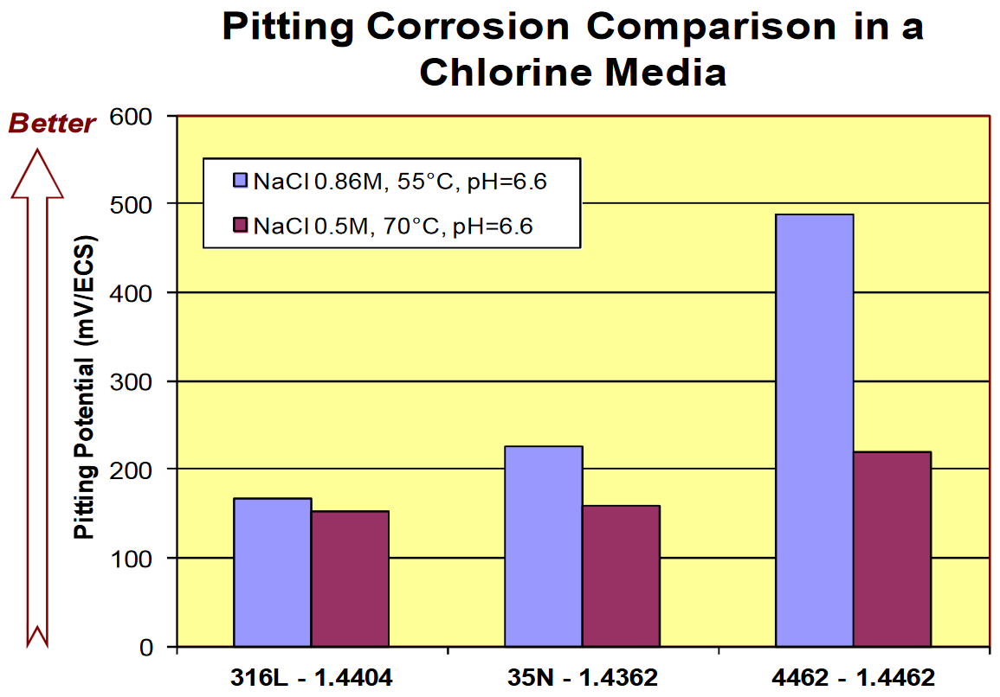 Pitting Corrosion Comparison in a
Chlorine Media
Better
600
500
400
300
200
100
0
Pitting Potential (mV/ECS)
NaCl 0.86M, 55°C, pH=6.6
NaCl 0.5M, 70°C, pH=6.6
316L - 1.4404
35N - 1.4362
4462 - 1.4462